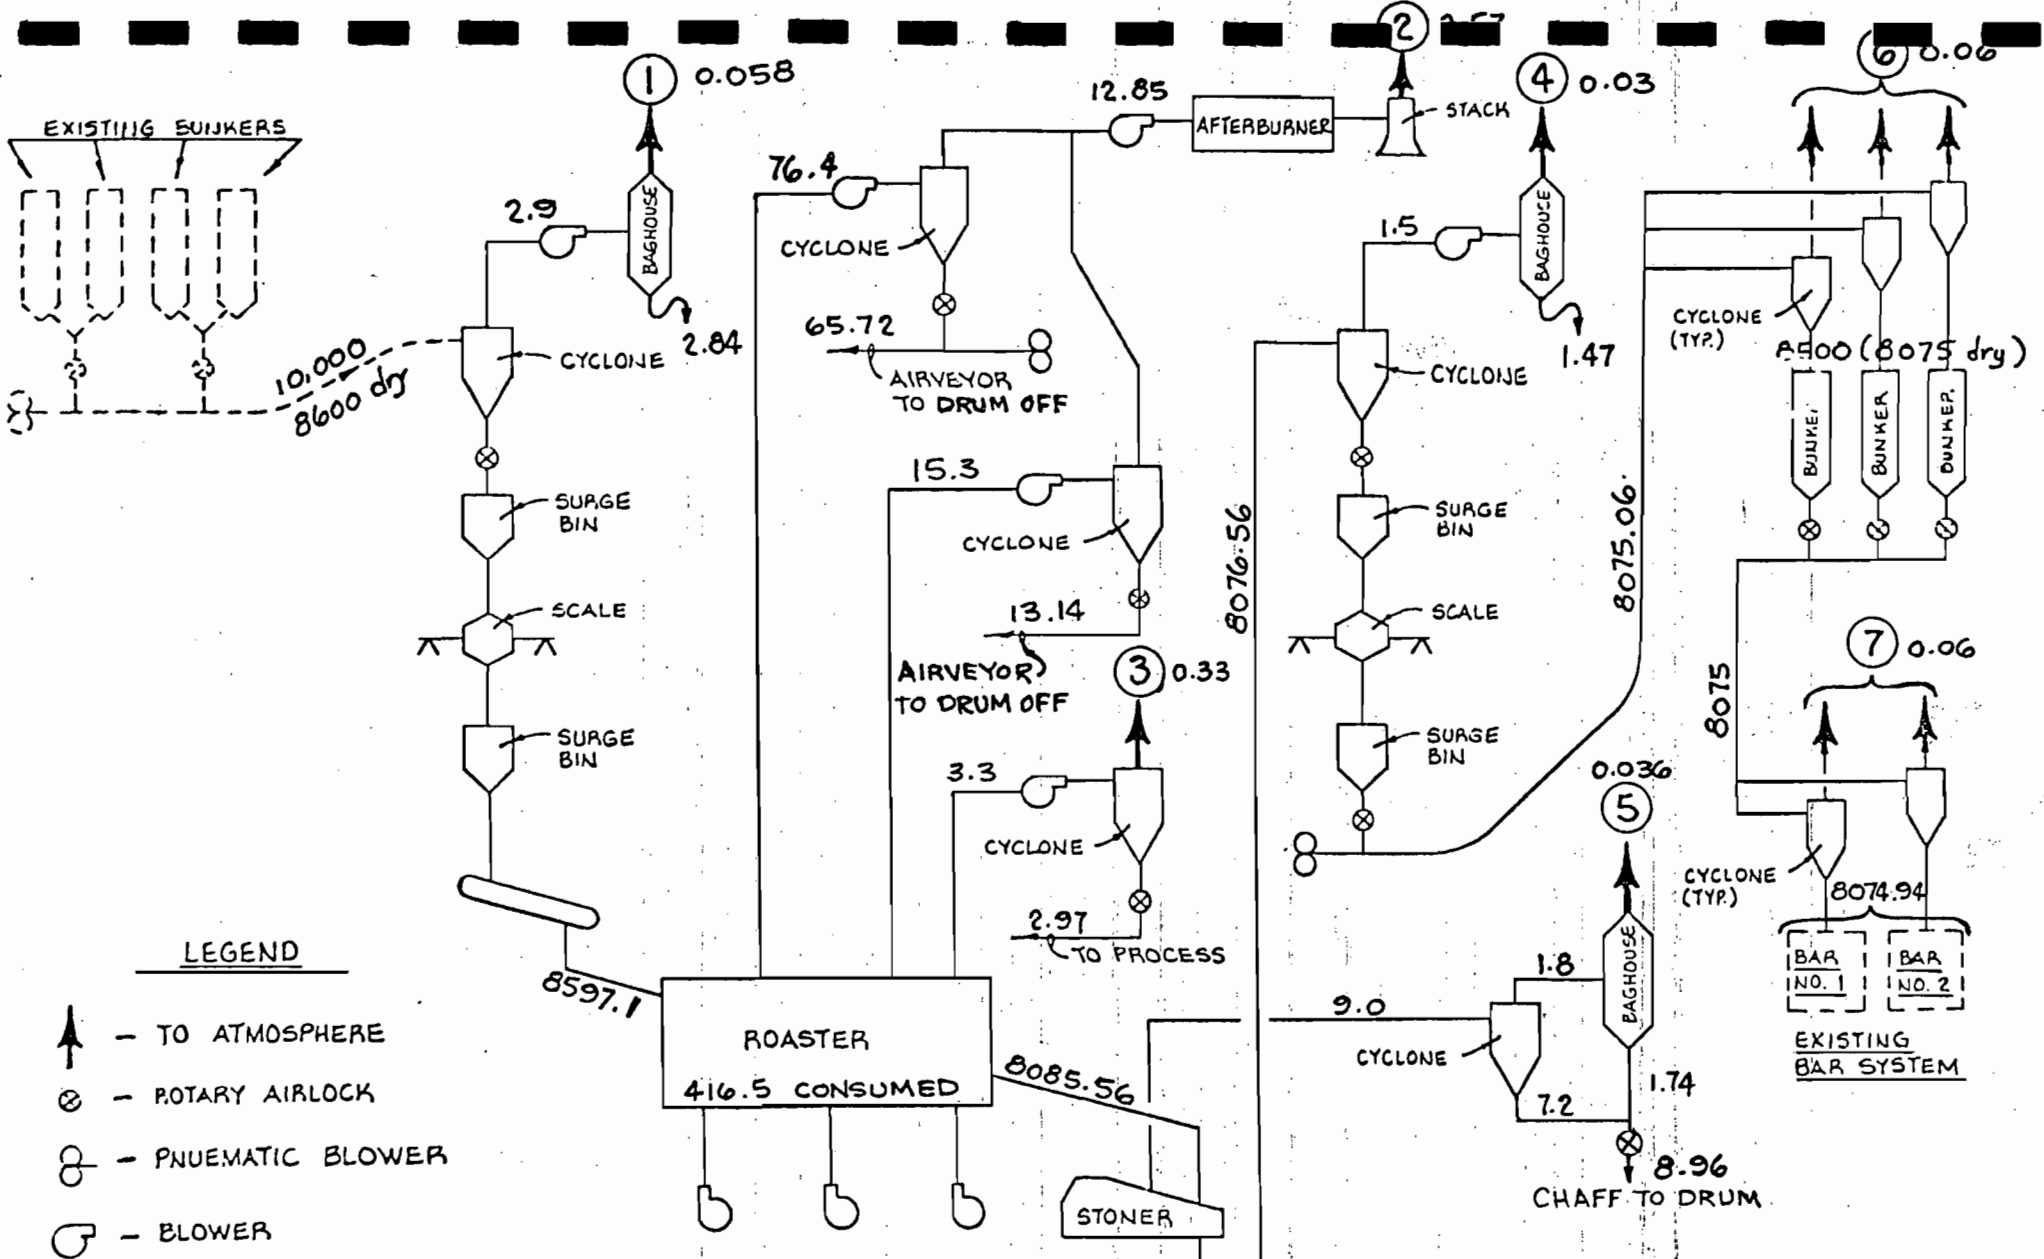 2
1 0.058
4 0.03
6 0.06
EXISTING BUNKERS
12.85
AFTERBURNER
STACK
76.4
2.9
BAGHOUSE
CYCLONE
1.5
BAGHOUSE
CYCLONE
(TYP.)
2.84
65.72
AIRVEYOR
TO DRUM OFF
10,000
8600 dry
CYCLONE
1.47
CYCLONE
8500 (8075 dry)
BUNKER
BUNKER
BUNKER
15.3
SURGE
BIN
CYCLONE
SURGE
BIN
8076.56
8075.06
SCALE
13.14
AIRVEYOR
TO DRUM OFF
SCALE
3 0.33
7 0.06
8075
SURGE
BIN
3.3
CYCLONE
SURGE
BIN
0.036
5
CYCLONE
(TYP.)
8074.94
2.97
TO PROCESS
BAGHOUSE
BAR
NO. 1
BAR
NO. 2
EXISTING
BAR SYSTEM
LEGEND
- TO ATMOSPHERE
- ROTARY AIRLOCK
- PNUEMATIC BLOWER
- BLOWER
8597.1
ROASTER
416.5 CONSUMED
8085.56
STONER
9.0
1.8
CYCLONE
7.2
1.74
8.96
CHAFF TO DRUM